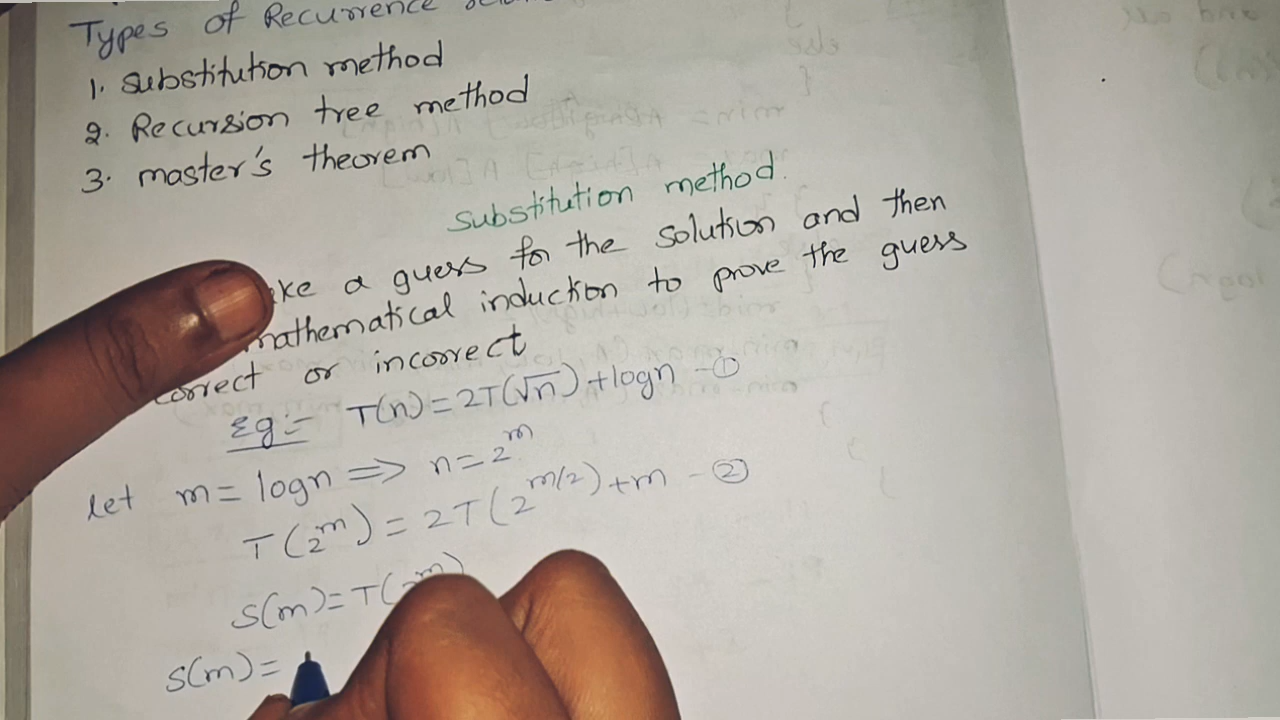 Types of Recurrence
1. substitution method
2. Recursion tree method
3. master's theorem
substitution method.
a guess for the solution and then
mathematical induction to prove the guess
correct or incorrect
Eg:- T(n)=2T(√n)+logn -①
let m= logn => n=2^m
T(2^m) = 2T(2^m/2)+m -②
S(m)=T(
S(m)=